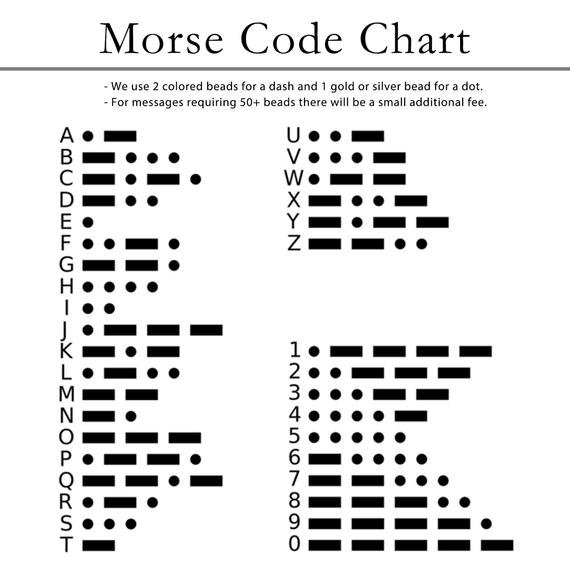 Morse Code Chart
- We use 2 colored beads for a dash and 1 gold or silver bead for a dot.
- For messages requiring 50+ beads there will be a small additional fee.
A
B
C
D
E
F
G
H
I
J
K
L
M
N
O
P
Q
R
S
T
U
V
W
X
Y
Z
1
2
3
4
5
6
7
8
9
0